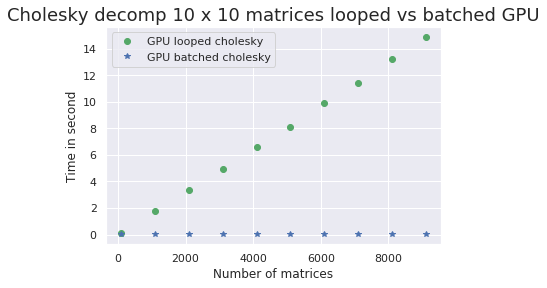 Cholesky decomp 10 x 10 matrices looped vs batched GPU
GPU looped cholesky
GPU batched cholesky
14
12
10
8
6
4
2
0
Time in second
0 2000 4000 6000 8000
Number of matrices